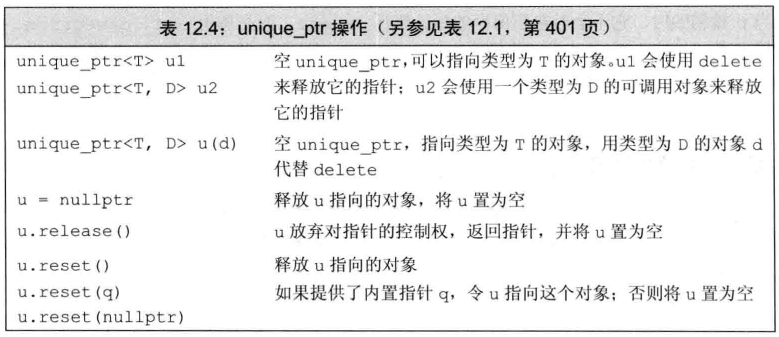 表 12.4：unique_ptr 操作（另参见表 12.1，第 401 页）
unique_ptr<T> u1 空 unique_ptr,可以指向类型为 T 的对象。u1 会使用 delete
unique_ptr<T, D> u2 来释放它的指针；u2 会使用一个类型为 D 的可调用对象来释放
它的指针
unique_ptr<T, D> u(d) 空 unique_ptr，指向类型为 T 的对象，用类型为 D 的对象 d
代替 delete
u = nullptr 释放 u 指向的对象，将 u 置为空
u.release() u 放弃对指针的控制权，返回指针，并将 u 置为空
u.reset() 释放 u 指向的对象
u.reset(q) 如果提供了内置指针 q，令 u 指向这个对象；否则将 u 置为空
u.reset(nullptr)